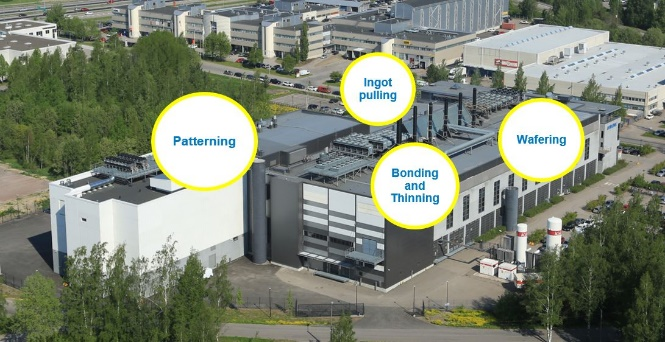 Ingot
pulling
Patterning
Wafering
Bonding
and
Thinning